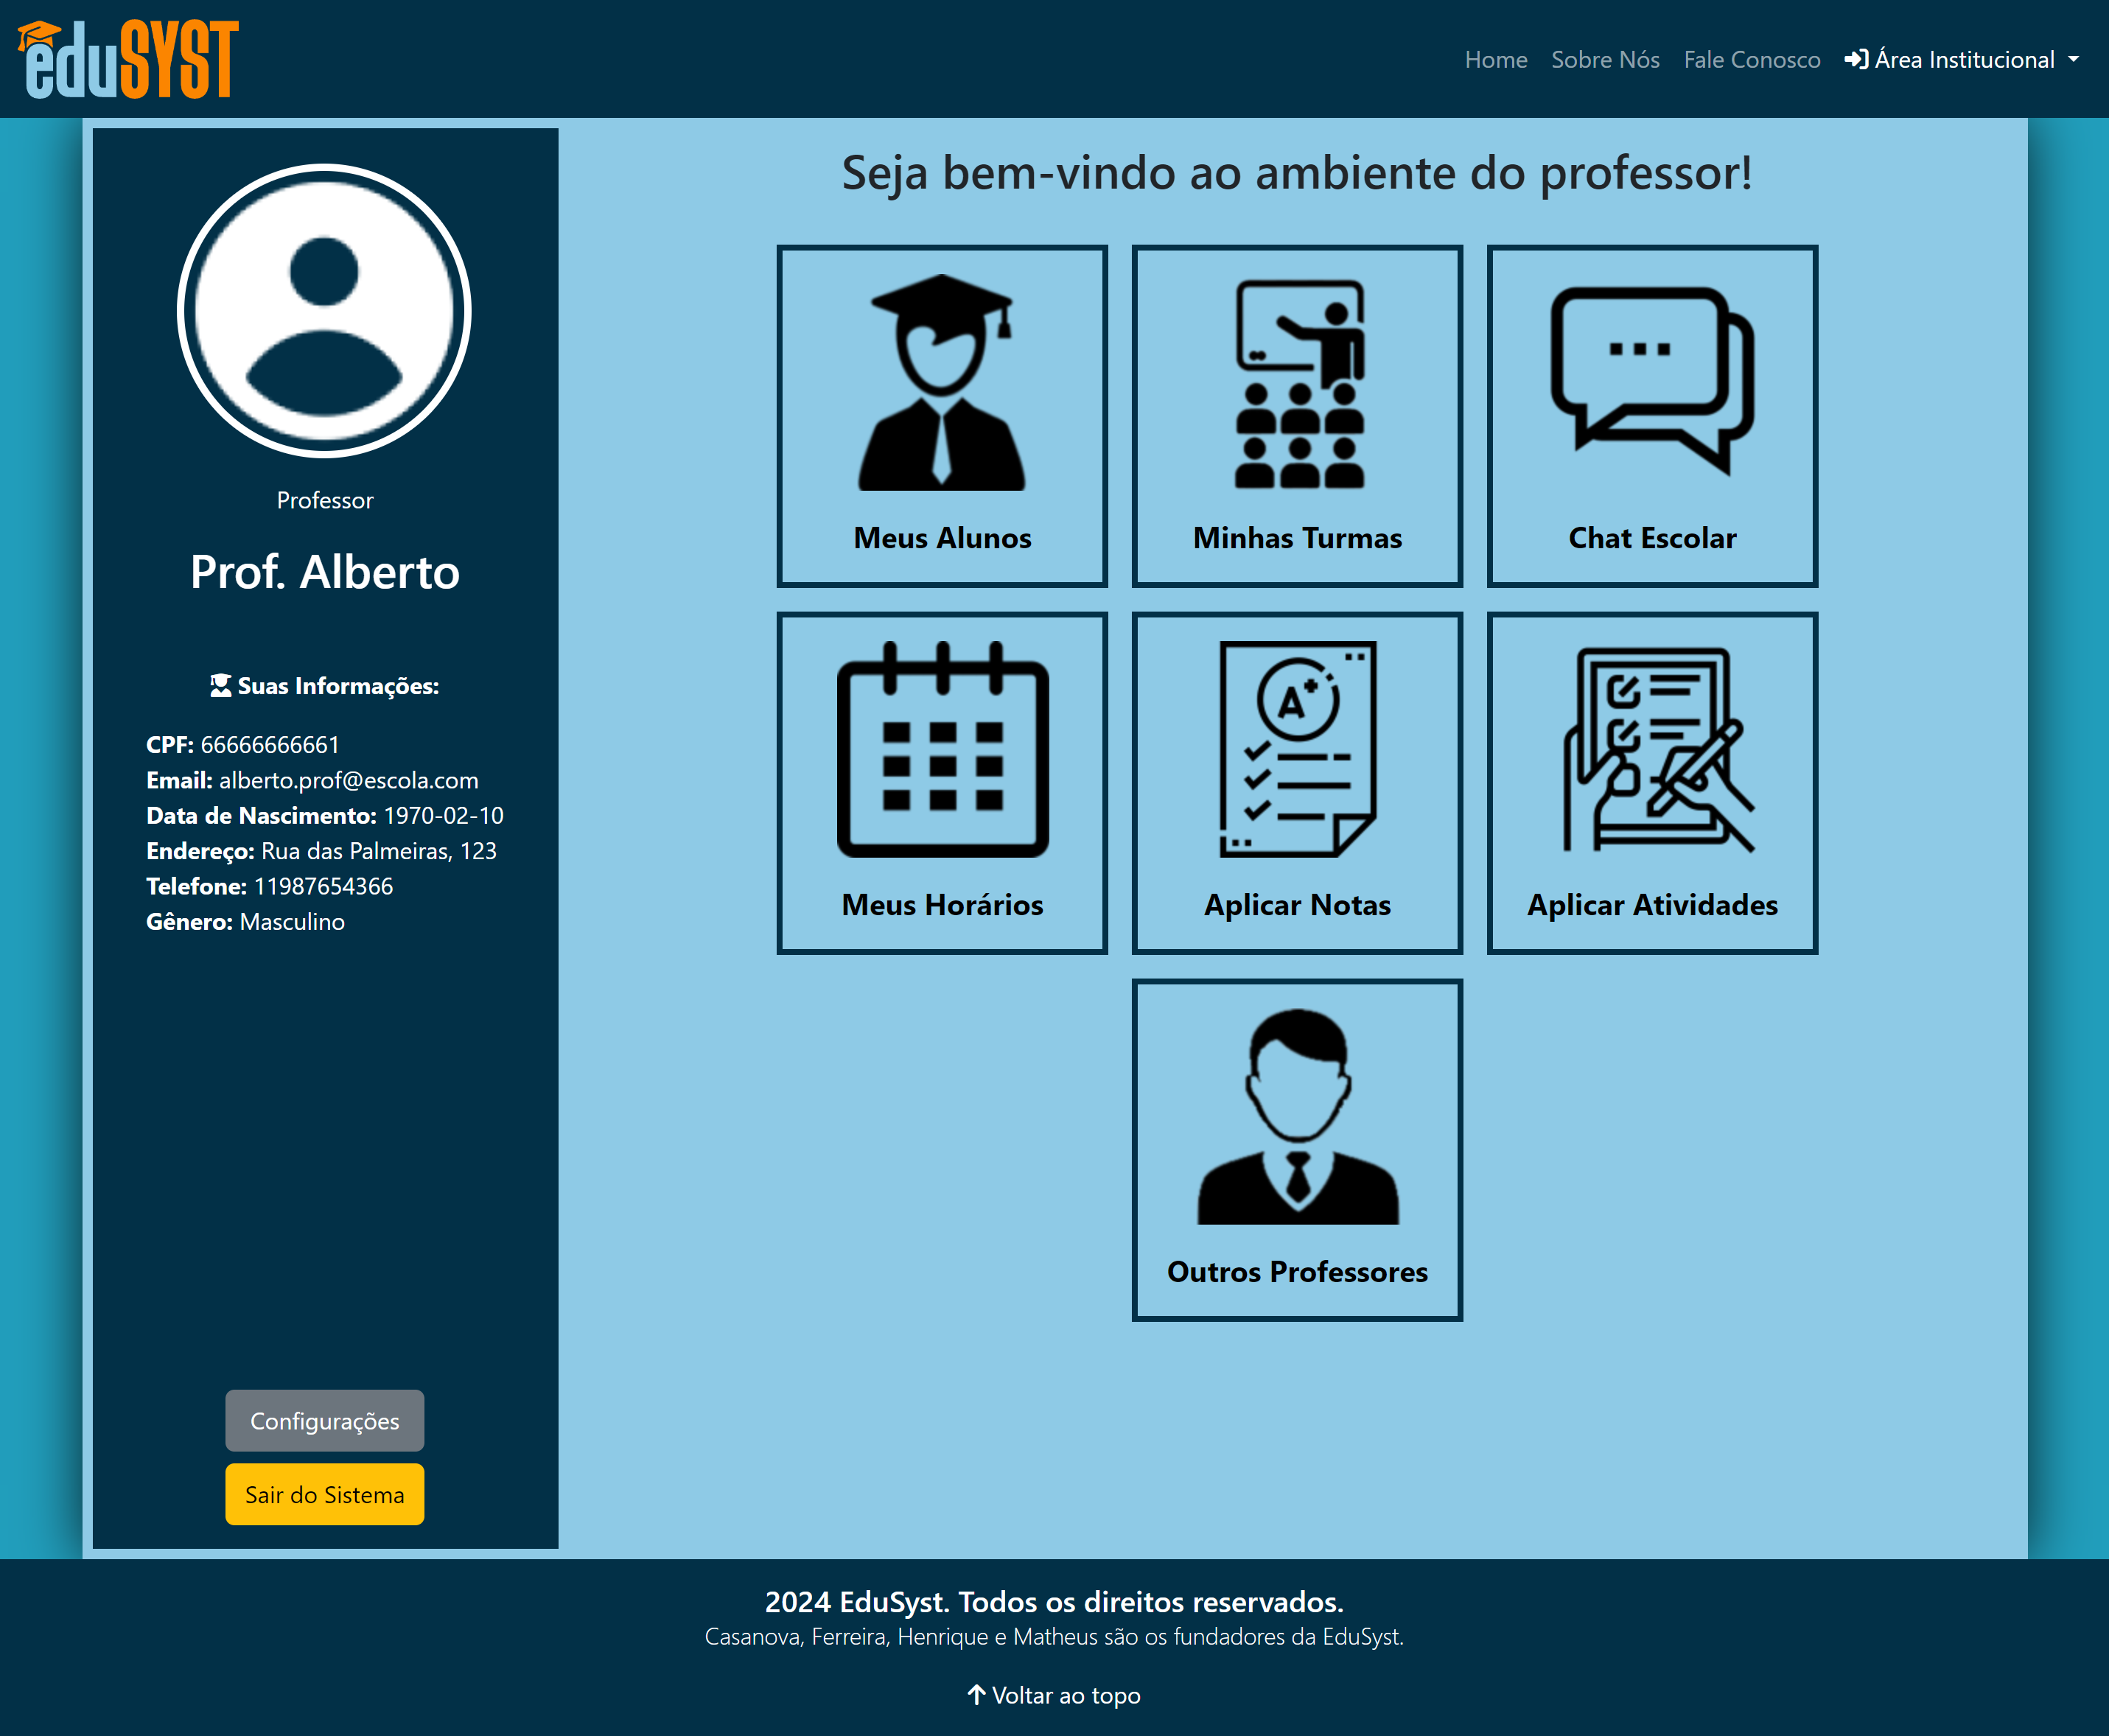 eduSYST
Home Sobre Nós Fale Conosco Área Institucional
Professor
Prof. Alberto
Suas Informações:
CPF: 66666666661
Email: alberto.prof@escola.com
Data de Nascimento: 1970-02-10
Endereço: Rua das Palmeiras, 123
Telefone: 11987654366
Gênero: Masculino
Configurações
Sair do Sistema
Seja bem-vindo ao ambiente do professor!
Meus Alunos
Minhas Turmas
Chat Escolar
Meus Horários
A+
Aplicar Notas
Aplicar Atividades
Outros Professores
2024 EduSyst. Todos os direitos reservados.
Casanova, Ferreira, Henrique e Matheus são os fundadores da EduSyst.
Voltar ao topo